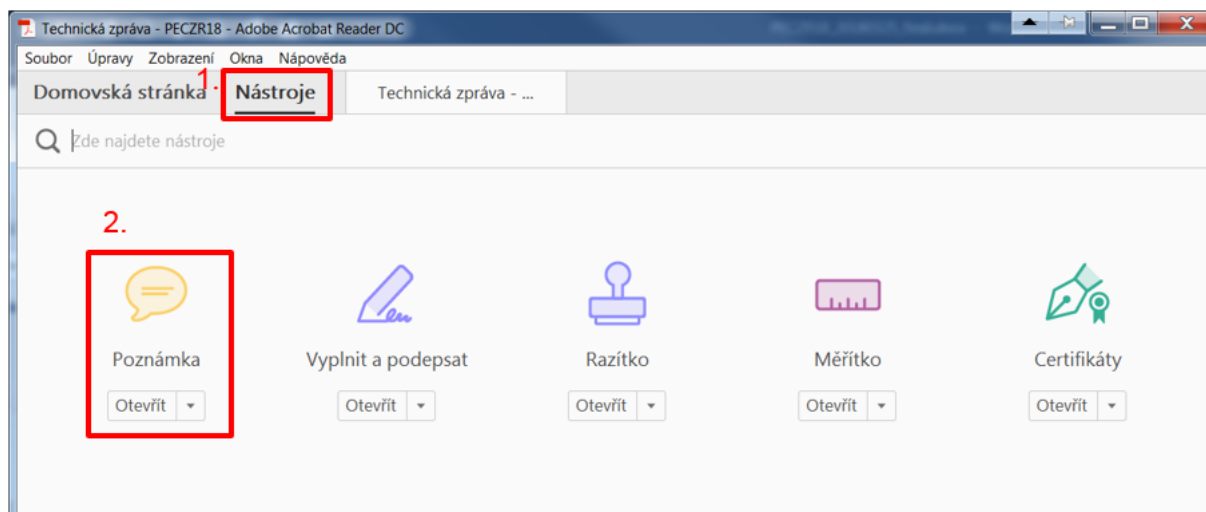 Technická zpráva - PECZR18 - Adobe Acrobat Reader DC
Soubor Úpravy Zobrazení Okna Nápověda
1.
Domovská stránka Nástroje Technická zpráva - ...
Zde najdete nástroje
2.
Poznámka Vyplnit a podepsat Razítko Měřítko Certifikáty
Otevřít Otevřít Otevřít Otevřít Otevřít